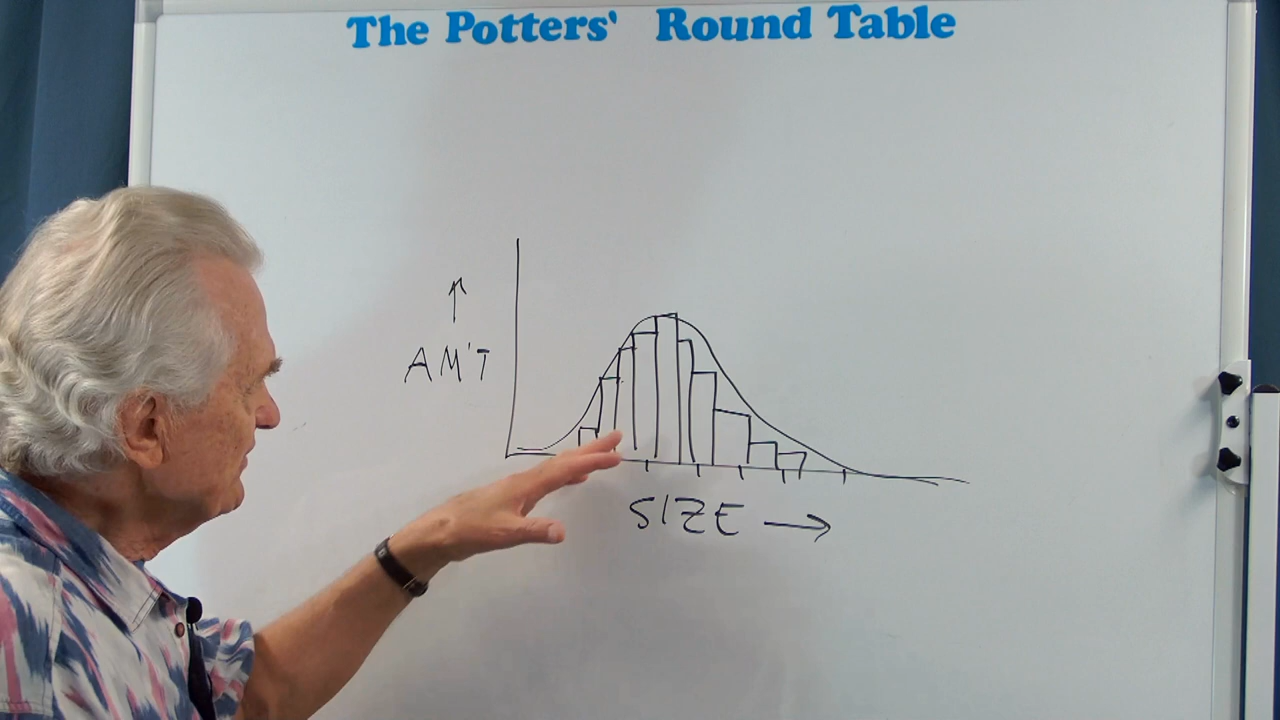 The Potters' Round Table
↑
AM'T
SIZE →